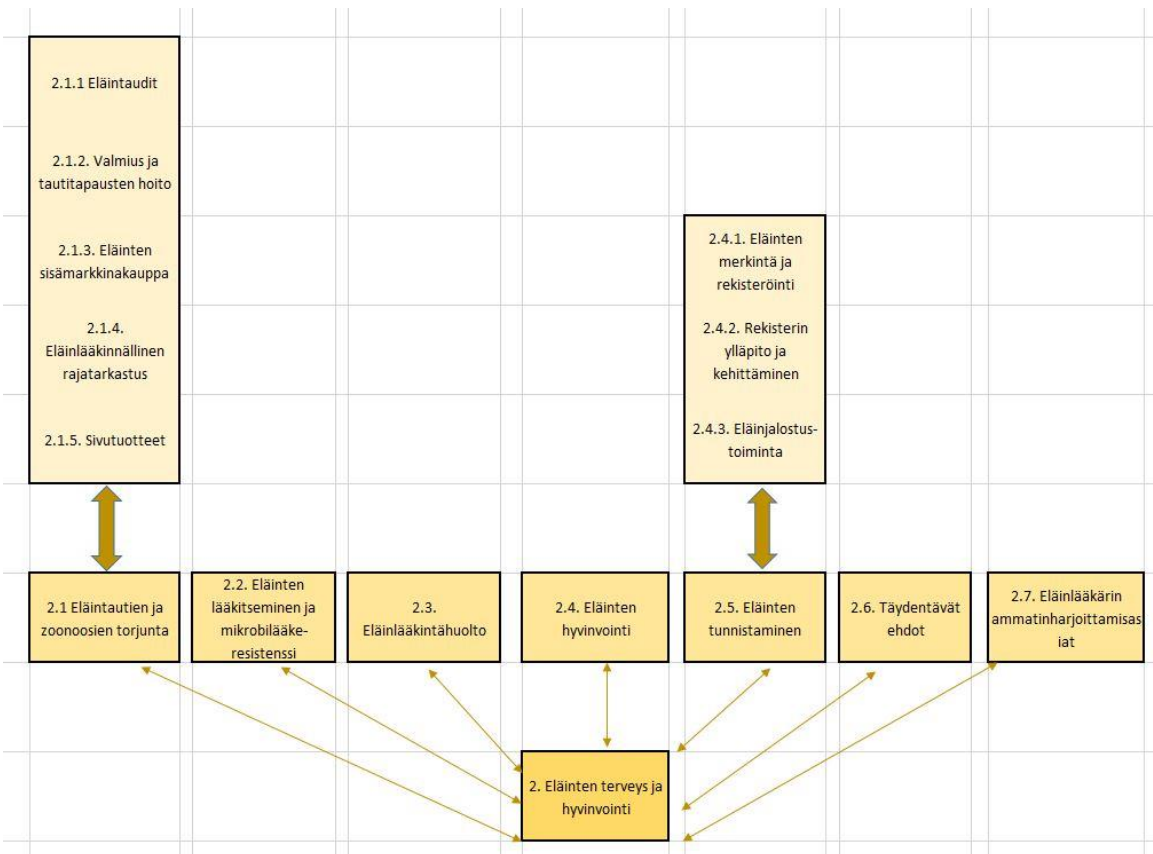 2.1.1 Eläintaudit
2.1.2. Valmius ja
tautitapausten hoito
2.1.3. Eläinten
sisämarkkinakauppa
2.1.4.
Eläinlääkinnällinen
rajatarkastus
2.1.5. Sivutuotteet
2.4.1. Eläinten
merkintä ja
rekisteröinti
2.4.2. Rekisterin
ylläpito ja
kehittäminen
2.4.3. Eläinjalostus-
toiminta
2.1 Eläintautien ja
zoonoosien torjunta
2.2. Eläinten
lääkitseminen ja
mikrobilääke-
resistenssi
2.3.
Eläinlääkintähuolto
2.4. Eläinten
hyvinvointi
2.5. Eläinten
tunnistaminen
2.6. Täydentävät
ehdot
2.7. Eläinlääkärin
ammatinharjoittamisas
iat
2. Eläinten terveys ja
hyvinvointi